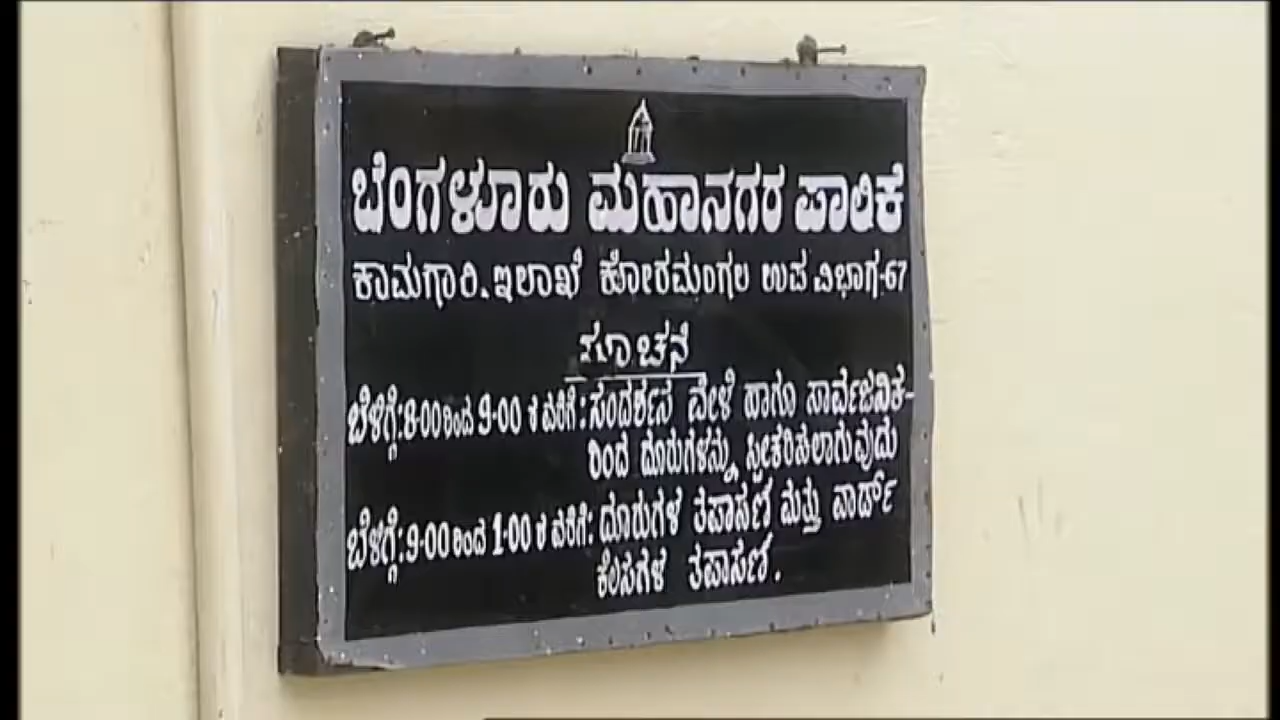 ಬೆಂಗಳೂರು ಮಹಾನಗರ ಪಾಲಿಕೆ
ಕಾಮಗಾರಿ.ಇಲಾಖೆ ಕೋರಮಂಗಲ ಉಪ ವಿಭಾಗ-67
ಸೂಚನೆ
ಬೆಳಿಗ್ಗೆ:8-00ರಿಂದ 9-00 ರ ವರೆಗೆ: ಸಂದರ್ಶನ ವೇಳೆ ಹಾಗೂ ಸಾರ್ವಜನಿಕ-
ರಿಂದ ದೂರುಗಳನ್ನು ಸ್ವೀಕರಿಸಲಾಗುವುದು
ಬೆಳಿಗ್ಗೆ:9-00ರಿಂದ 1-00 ರ ವರೆಗೆ: ದೂರುಗಳ ತಪಾಸಣೆ ಮತ್ತು ವಾರ್ಡ್
ಕೆಲಸಗಳ ತಪಾಸಣೆ.